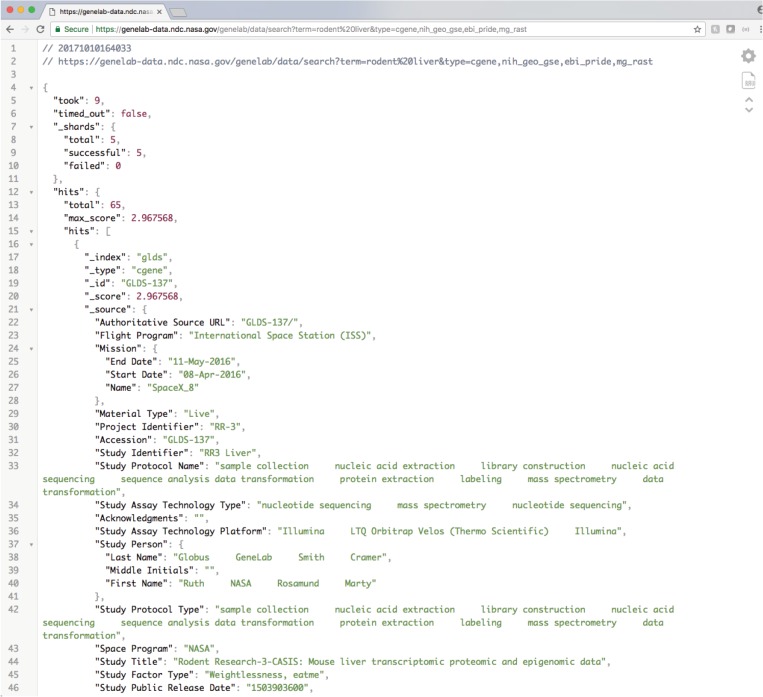 https://genelab-data.ndc.nasa
Secure https://genelab-data.ndc.nasa.gov/genelab/data/search?term=rodent%20liver&type=cgene,nih_geo_gse,ebi_pride,mg_rast
1 // 20171010164033
2 // https://genelab-data.ndc.nasa.gov/genelab/data/search?term=rodent%20liver&type=cgene,nih_geo_gse,ebi_pride,mg_rast
3
4 {
5 "took": 9,
6 "timed_out": false,
7 "_shards": {
8 "total": 5,
9 "successful": 5,
10 "failed": 0
11 },
12 "hits": {
13 "total": 65,
14 "max_score": 2.967568,
15 "hits": [
16 {
17 "_index": "glds",
18 "_type": "cgene",
19 "_id": "GLDS-137",
20 "_score": 2.967568,
21 "_source": {
22 "Authoritative Source URL": "GLDS-137/",
23 "Flight Program": "International Space Station (ISS)",
24 "Mission": {
25 "End Date": "11-May-2016",
26 "Start Date": "08-Apr-2016",
27 "Name": "SpaceX_8"
28 },
29 "Material Type": "Live",
30 "Project Identifier": "RR-3",
31 "Accession": "GLDS-137",
32 "Study Identifier": "RR3 Liver",
33 "Study Protocol Name": "sample collection nucleic acid extraction library construction nucleic acid
sequencing sequence analysis data transformation protein extraction labeling mass spectrometry data
transformation",
34 "Study Assay Technology Type": "nucleotide sequencing mass spectrometry nucleotide sequencing",
35 "Acknowledgments": "",
36 "Study Assay Technology Platform": "Illumina LTQ Orbitrap Velos (Thermo Scientific) Illumina",
37 "Study Person": {
38 "Last Name": "Globus GeneLab Smith Cramer",
39 "Middle Initials": "",
40 "First Name": "Ruth NASA Rosamund Marty"
41 },
42 "Study Protocol Type": "sample collection nucleic acid extraction library construction nucleic acid
sequencing sequence analysis data transformation protein extraction labeling mass spectrometry data
transformation",
43 "Space Program": "NASA",
44 "Study Title": "Rodent Research-3-CASIS: Mouse liver transcriptomic proteomic and epigenomic data",
45 "Study Factor Type": "Weightlessness, eatme",
46 "Study Public Release Date": "1503903600",